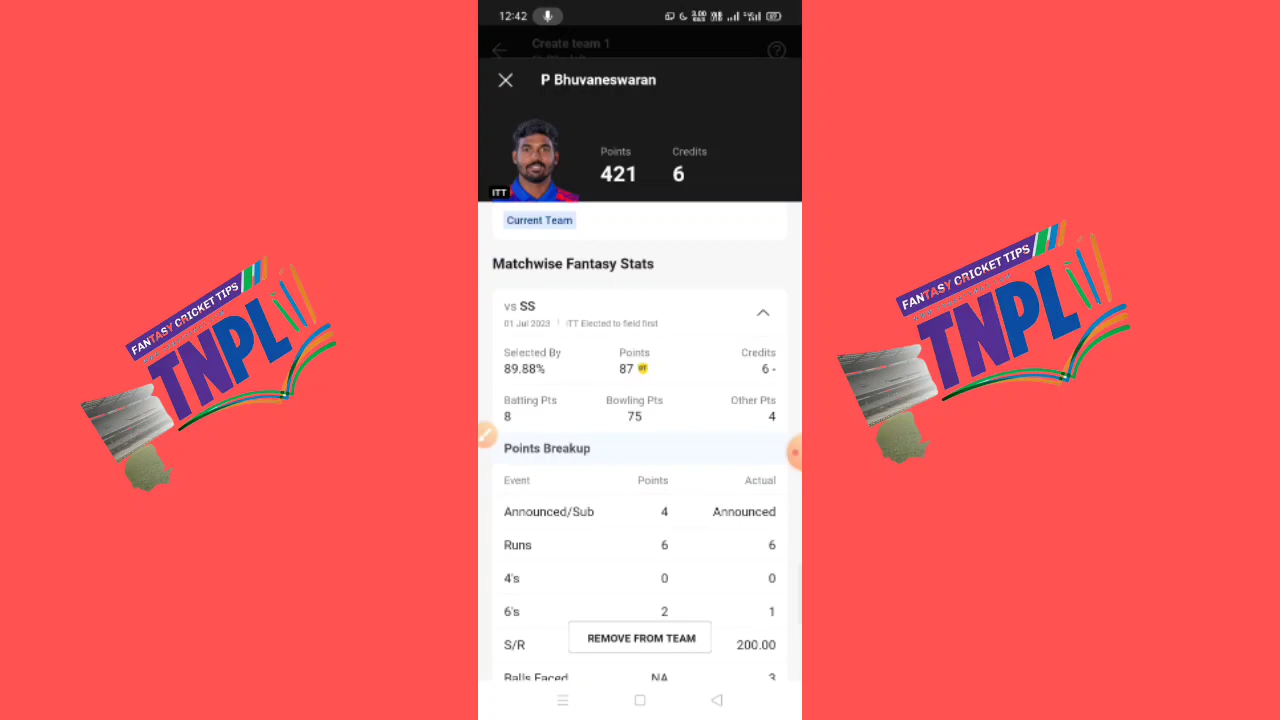 12:42
3.00
Create team 1
P Bhuvaneswaran
Points
Credits
421
6
ITT
Current Team
Matchwise Fantasy Stats
vs SS
01 Jul 2023 | ITT Elected to field first
Selected By
Points
Credits
89.88%
87
6 -
Batting Pts
Bowling Pts
Other Pts
8
75
4
Points Breakup
Event
Points
Actual
Announced/Sub
4
Announced
Runs
6
6
4's
0
0
6's
2
1
REMOVE FROM TEAM
S/R
200.00
Balls Faced
NA
3
FANTASY CRICKET TIPS
TNPL
FANTASY CRICKET TIPS
TNPL